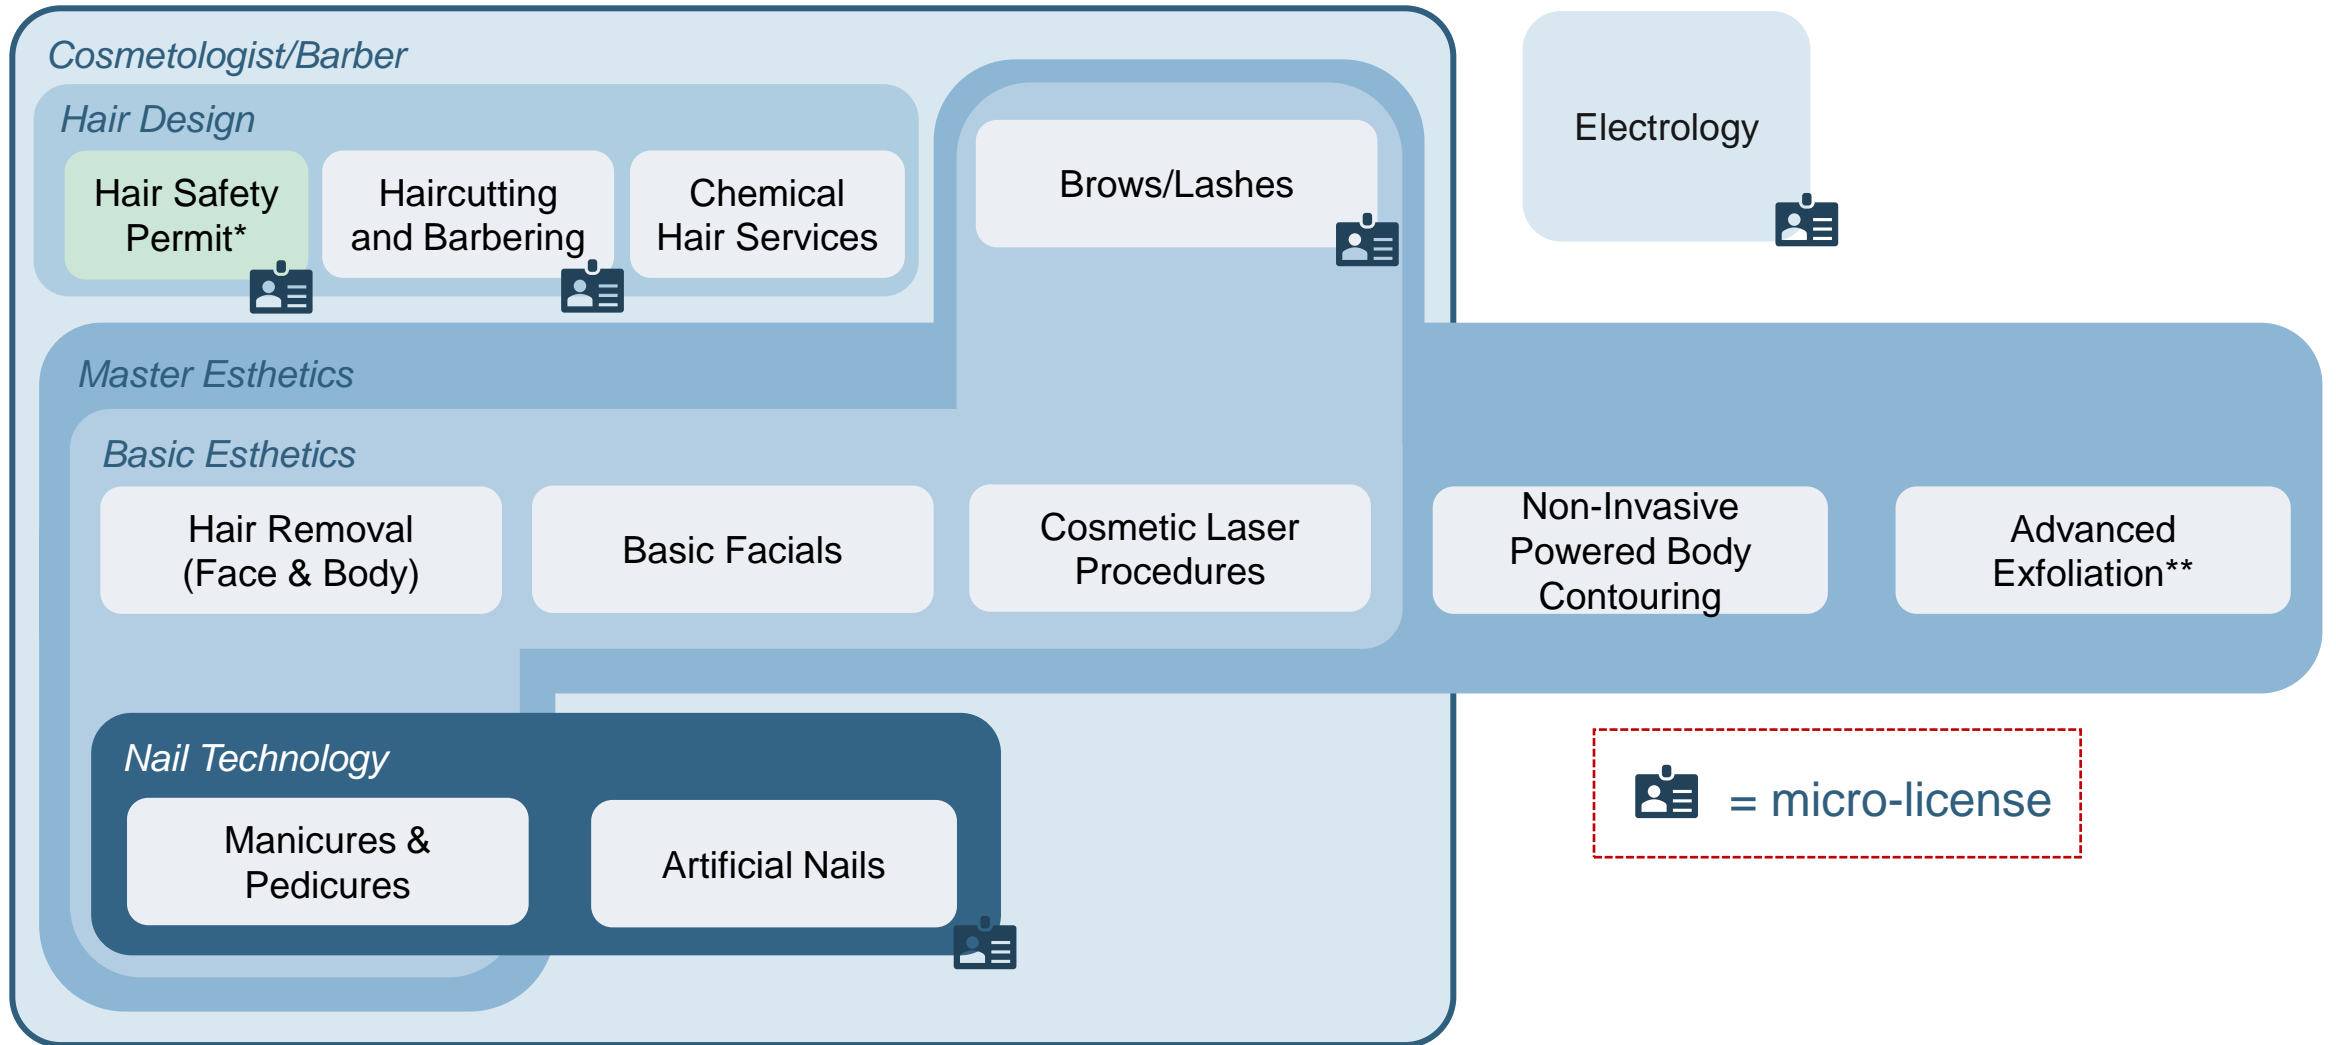 Cosmetologist/Barber
Hair Design
Hair Safety
Permit*
Haircutting
and Barbering
Chemical
Hair Services
Brows/Lashes
Electrology
Master Esthetics
Basic Esthetics
Hair Removal
(Face & Body)
Basic Facials
Cosmetic Laser
Procedures
Non-Invasive
Powered Body
Contouring
Advanced
Exfoliation**
Nail Technology
Manicures &
Pedicures
Artificial Nails
= micro-license